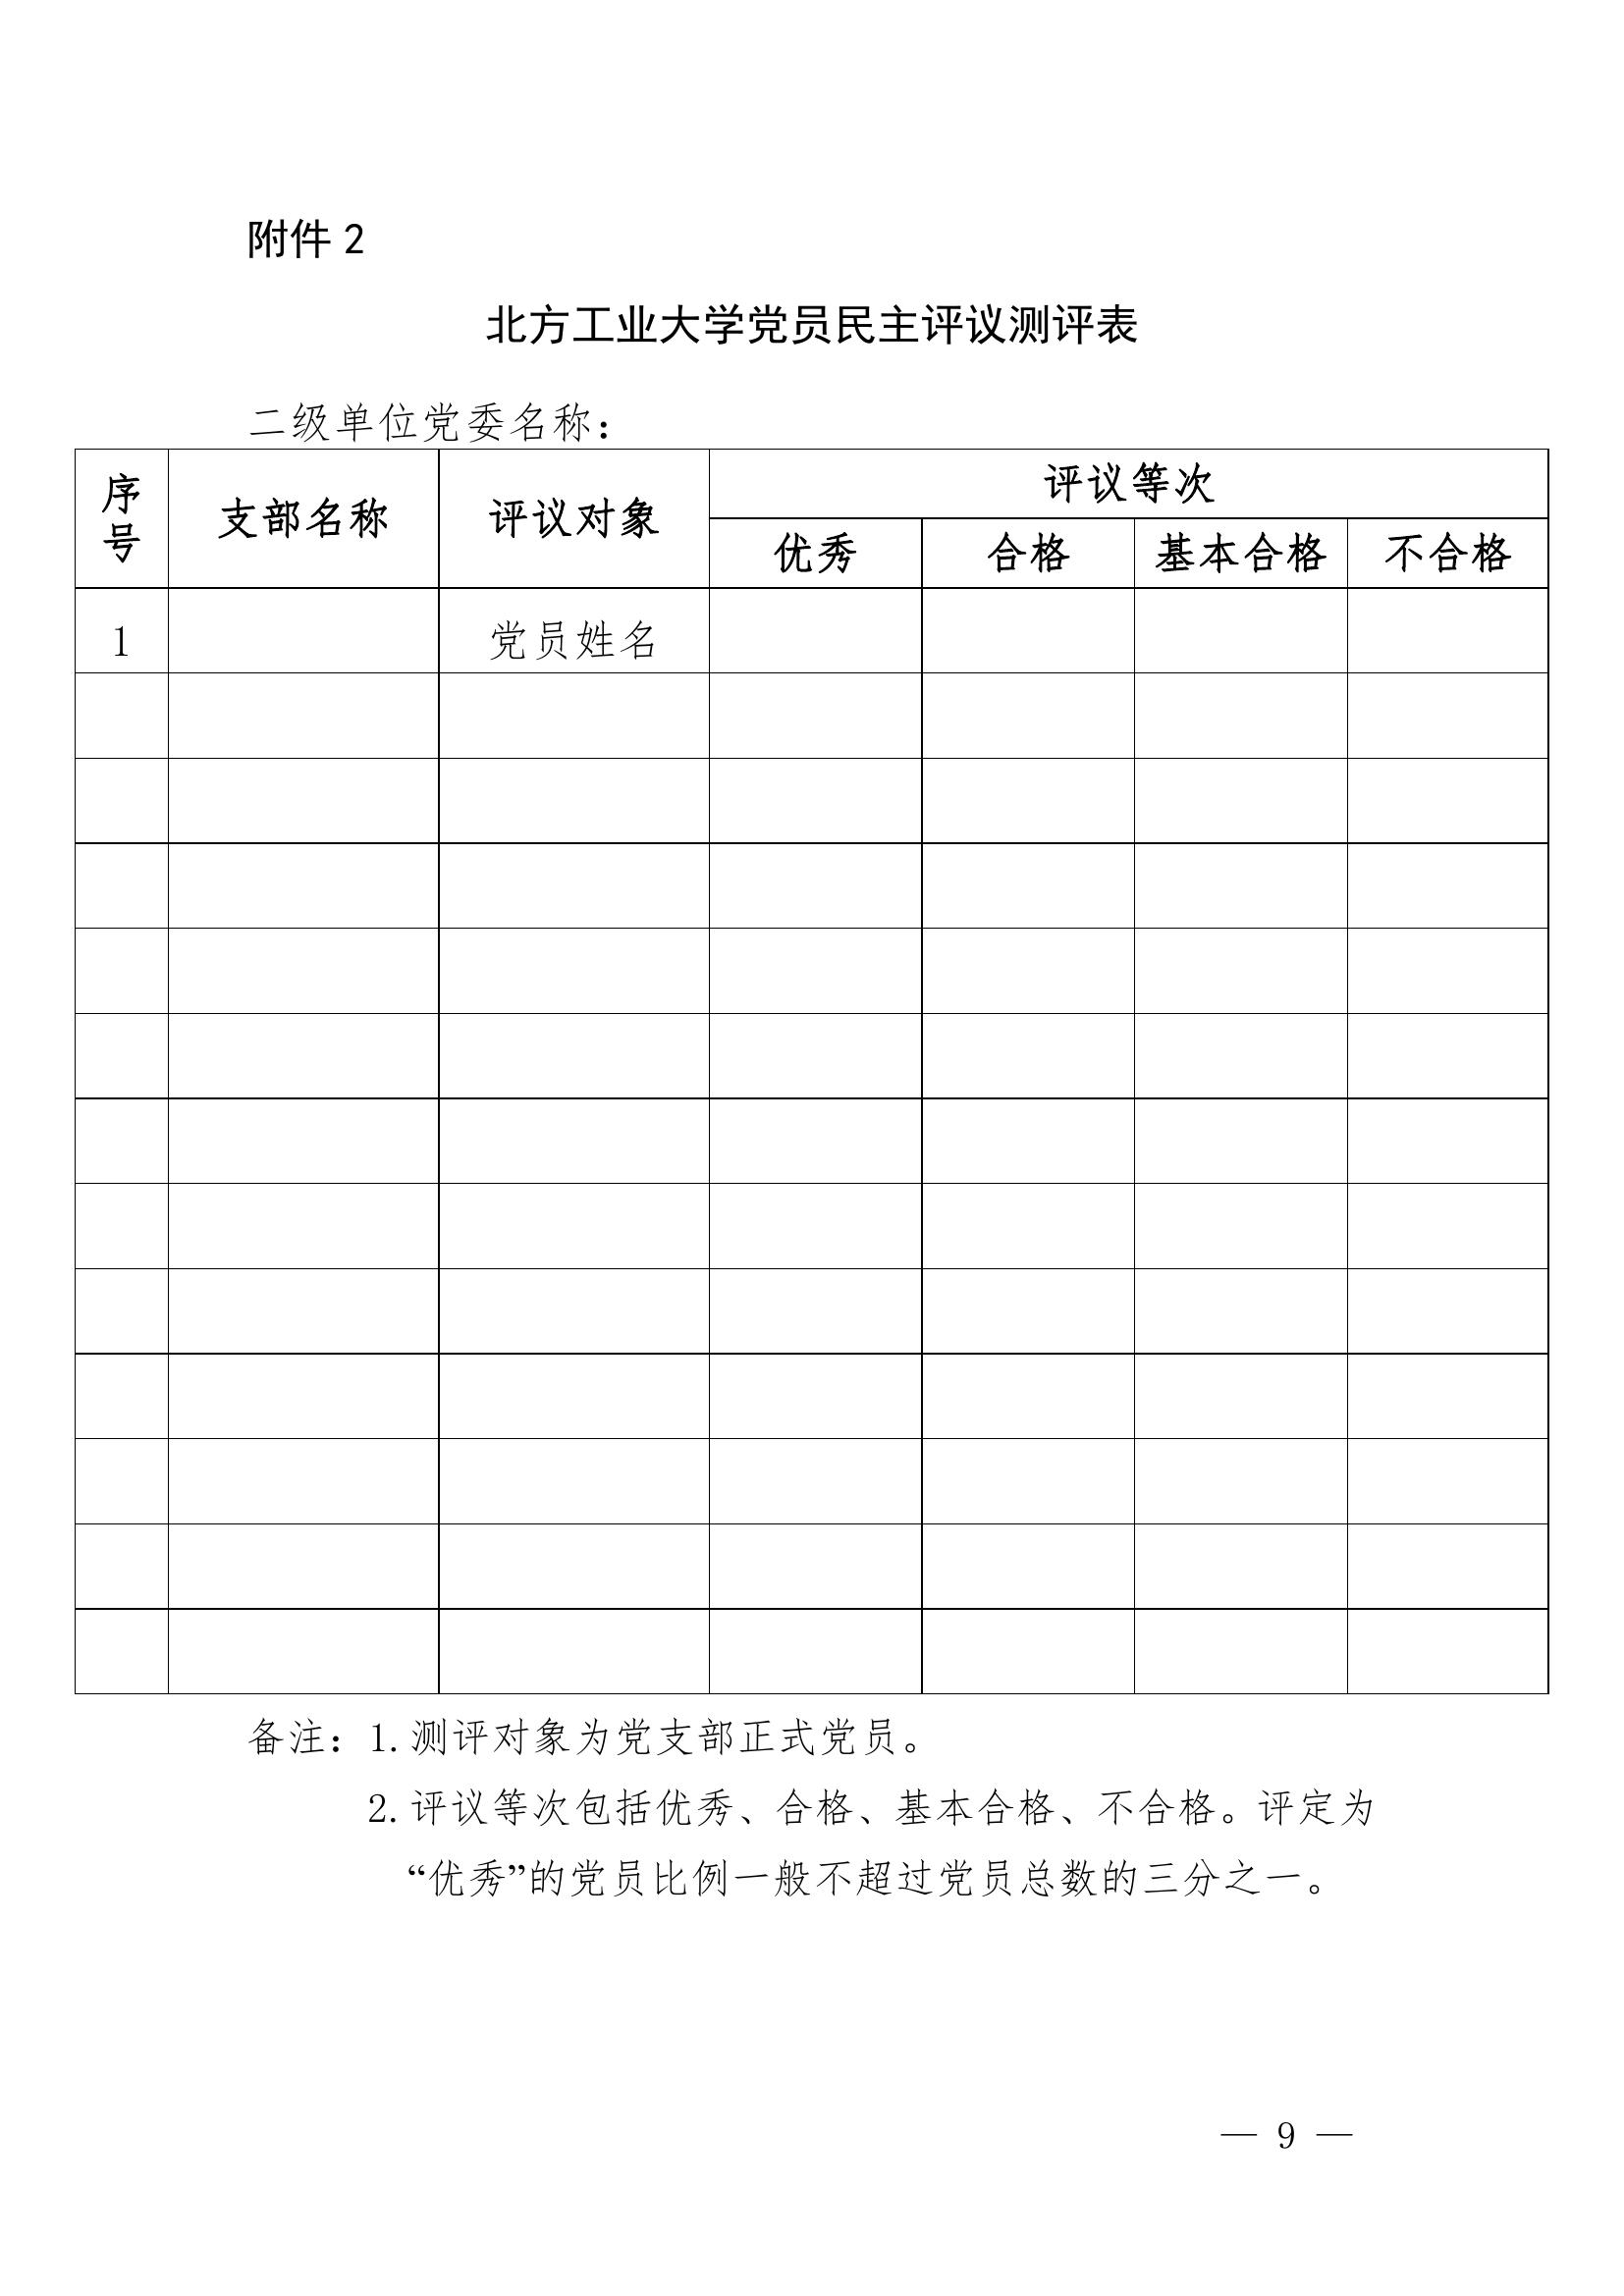 附件 2
北方工业大学党员民主评议测评表
二级单位党委名称：
序号 支部名称 评议对象 评议等次
优秀 合格 基本合格 不合格
1 党员姓名
备注：1.测评对象为党支部正式党员。
2.评议等次包括优秀、合格、基本合格、不合格。评定为
“优秀”的党员比例一般不超过党员总数的三分之一。
— 9 —